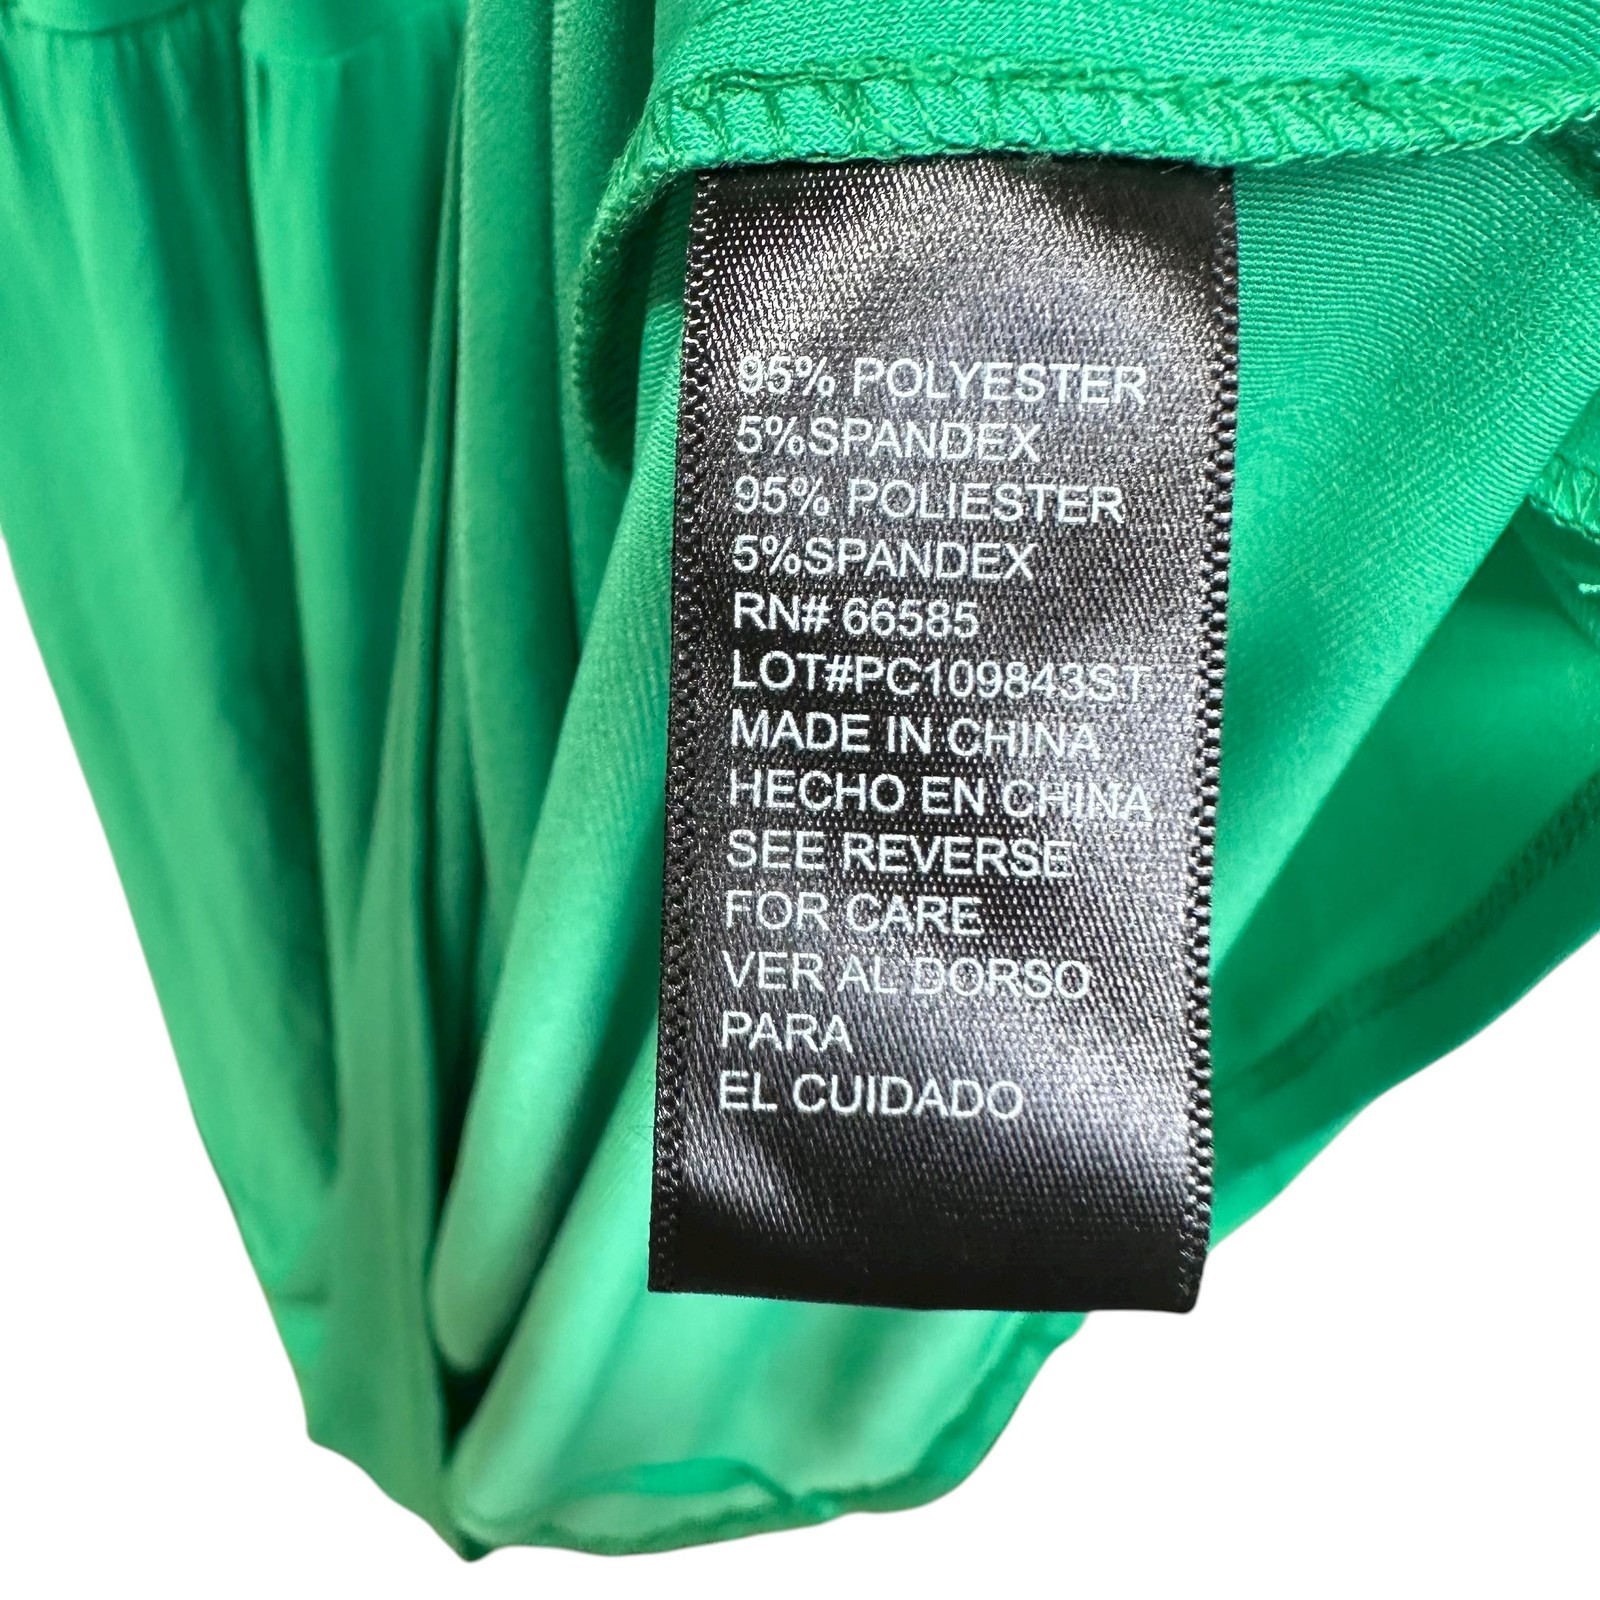 95% POLYESTER
5%SPANDEX
95% POLIESTER
5%SPANDEX
RN# 66585
LOT#PC109843ST
MADE IN CHINA
HECHO EN CHINA
SEE REVERSE
FOR CARE
VER AL DORSO
PARA
EL CUIDADO